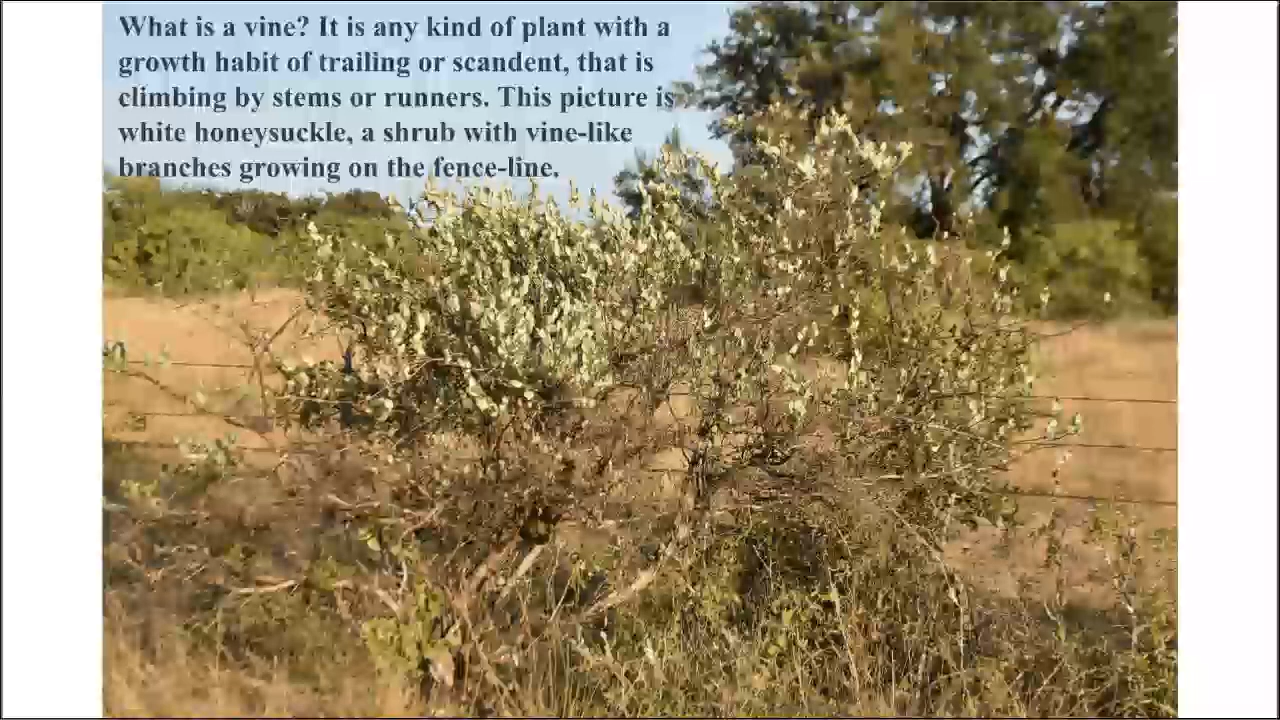 What is a vine? It is any kind of plant with a
growth habit of trailing or scandent, that is
climbing by stems or runners. This picture is
white honeysuckle, a shrub with vine-like
branches growing on the fence-line.